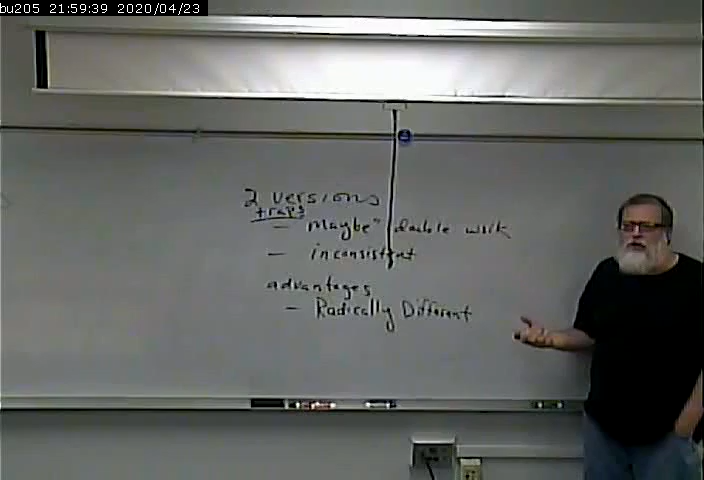 bu205 21:59:39 2020/04/23
2 versions
traps
- Maybe" double work
- inconsistent
advantages
- Radically Different